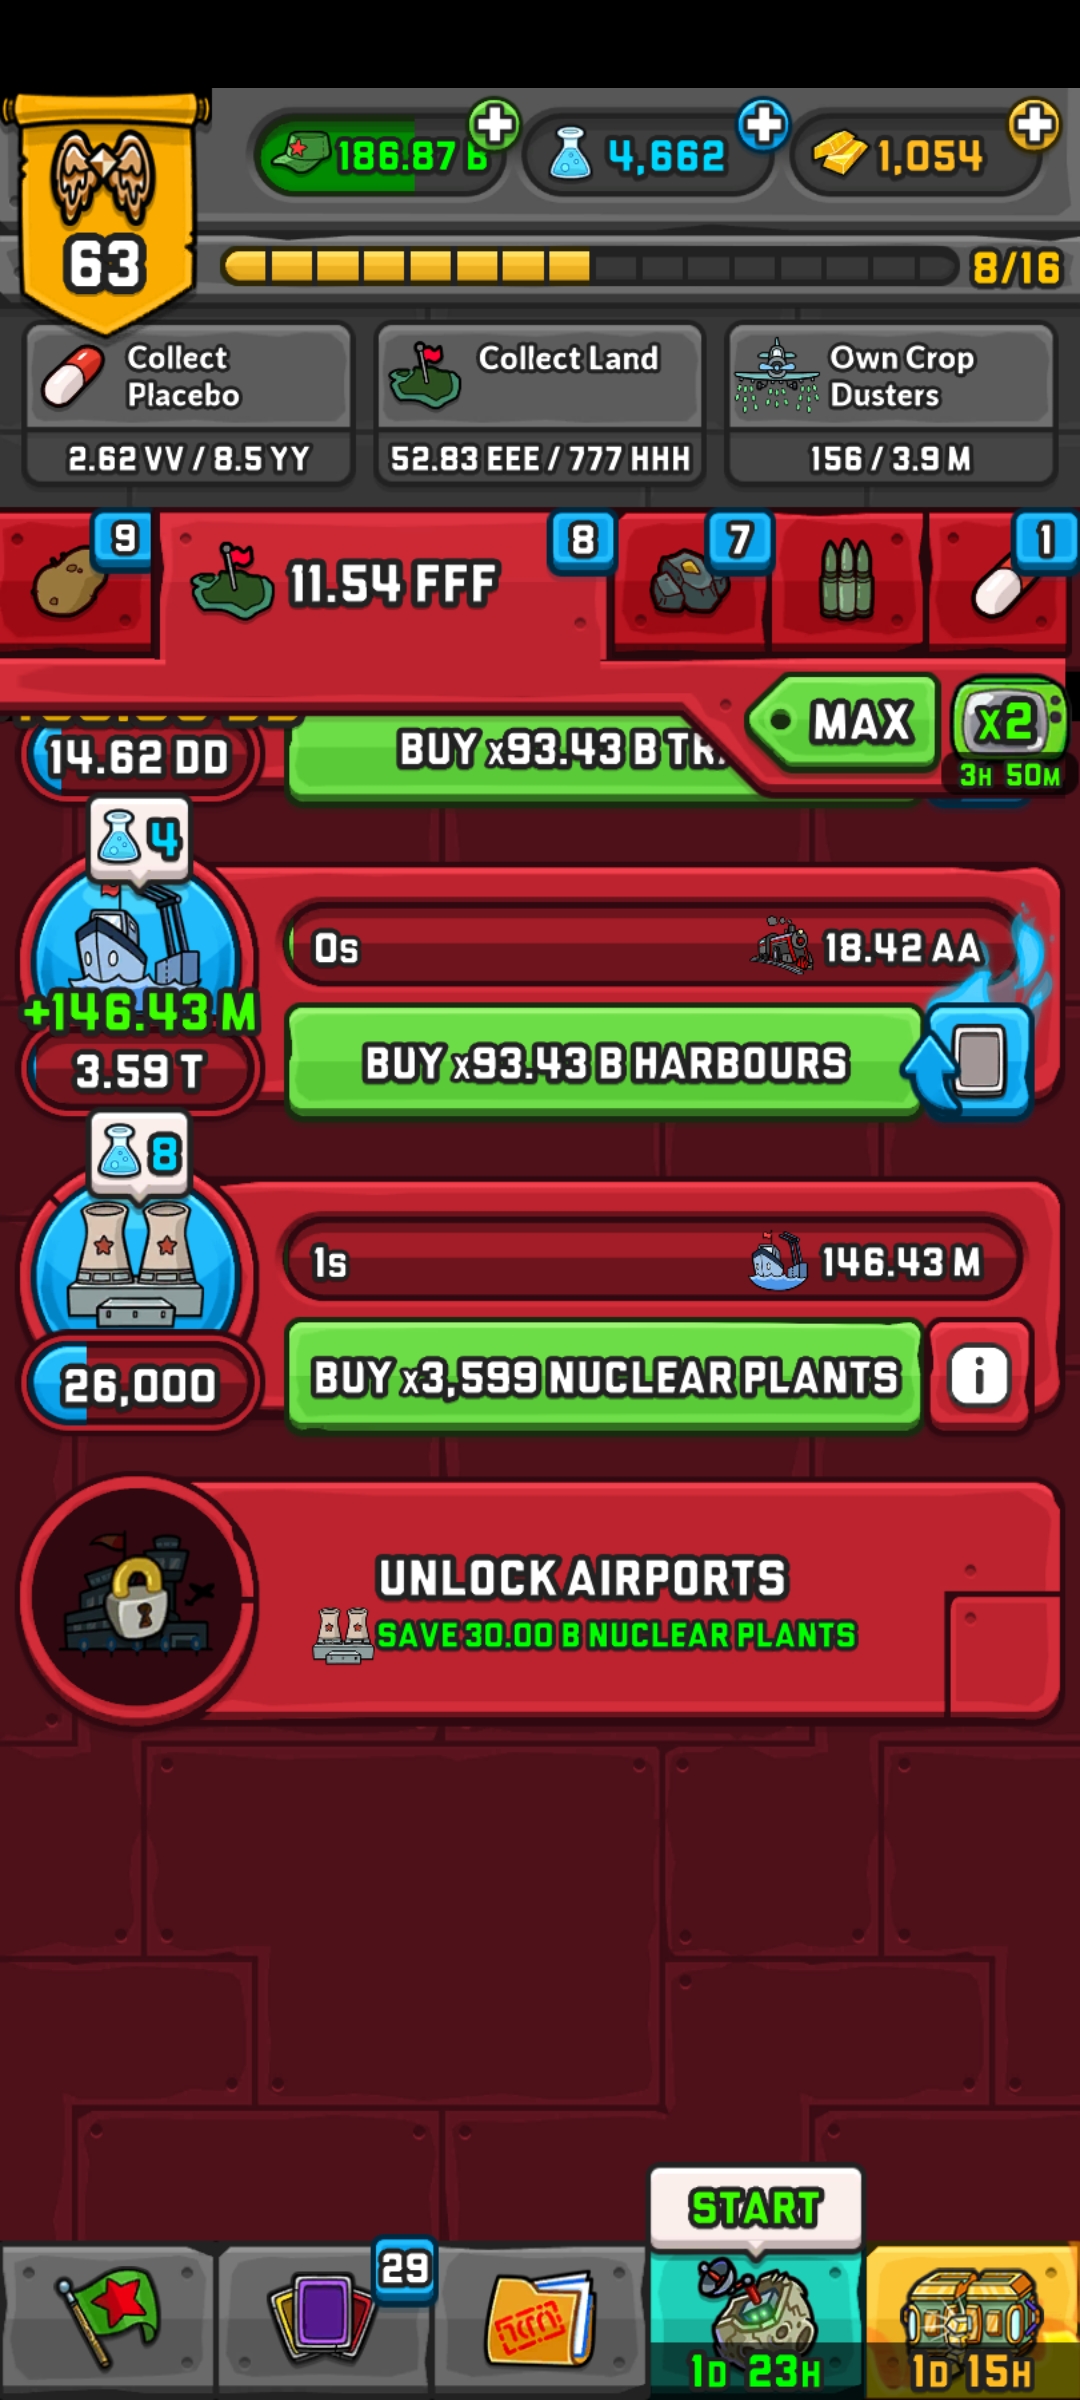 186.87 B
4,662
1,054
63
8/16
Collect
Placebo
2.62 VV / 8.5 YY
Collect Land
52.83 EEE / 777 HHH
Own Crop
Dusters
156 / 3.9 M
9
11.54 FFF
8
7
1
MAX
x2
3H 50M
14.62 DD
BUY x93.43 B
4
0s
18.42 AA
+146.43 M
3.59 T
BUY x93.43 B HARBOURS
8
1s
146.43 M
26,000
BUY x3,599 NUCLEAR PLANTS
i
UNLOCK AIRPORTS
SAVE 30.00 B NUCLEAR PLANTS
START
29
1D 23H
1D 15H